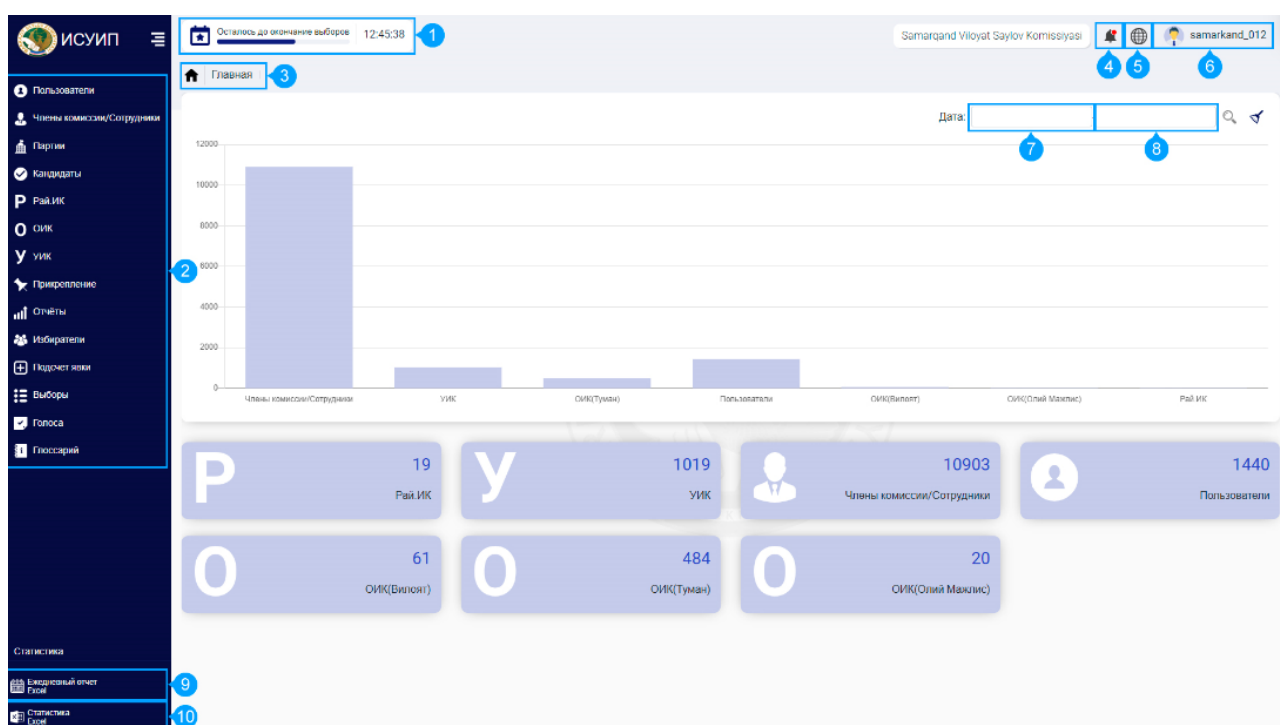 ИСУИП
Осталось до окончание выборов 12:45:38 1
Samarqand Viloyat Saylov Komissiyasi
samarkand_012
4 5 6
Главная 3
Пользователи
Члены комиссии/Сотрудники
Партии
Кандидаты
Рай.ИК
ОИК
УИК
2
Прикрепление
Отчёты
Избиратели
Подсчет явки
Выборы
Голоса
Глоссарий
Дата:
7 8
12000
10000
8000
6000
4000
2000
0
Члены комиссии/Сотрудники УИК ОИК(Туман) Пользователи ОИК(Вилоят) ОИК(Олий Мажлис) Рай.ИК
Р 19
Рай.ИК
У 1019
УИК
10903
Члены комиссии/Сотрудники
1440
Пользователи
О 61
ОИК(Вилоят)
О 484
ОИК(Туман)
О 20
ОИК(Олий Мажлис)
Статистика
Ежедневный отчет
Excel
9
Статистика
Excel
10